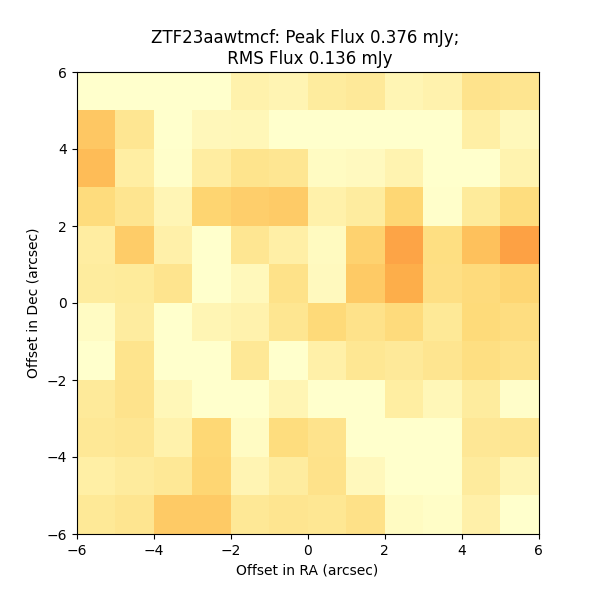 ZTF23aawtmcf: Peak Flux 0.376 mJy;
RMS Flux 0.136 mJy
6
4
2
0
−2
−4
−6
Offset in Dec (arcsec)
−6 −4 −2 0 2 4 6
Offset in RA (arcsec)